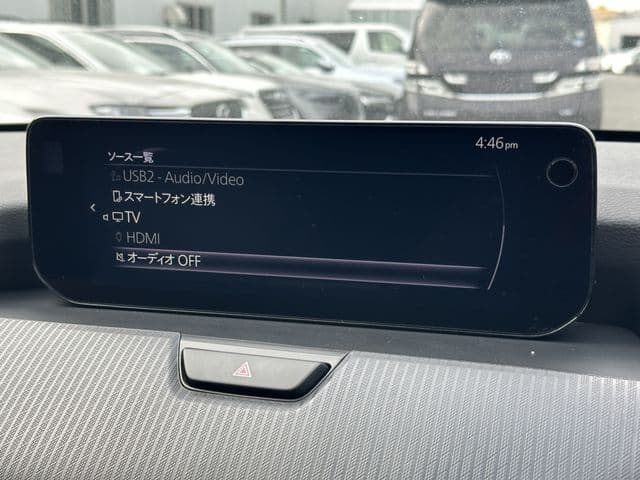 4:46pm
ソース一覧
USB2 - Audio/Video
スマートフォン連携
TV
HDMI
オーディオ OFF